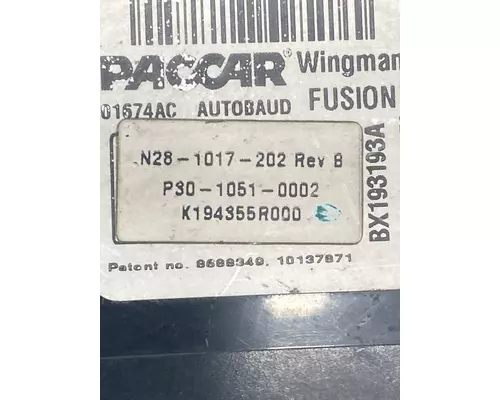 PACCAR® Wingman
01674AC AUTOBAUD FUSION
N28-1017-202 Rev B
P30-1051-0002
K194355R000
BX193193A
Patent no. 8688349, 10137871